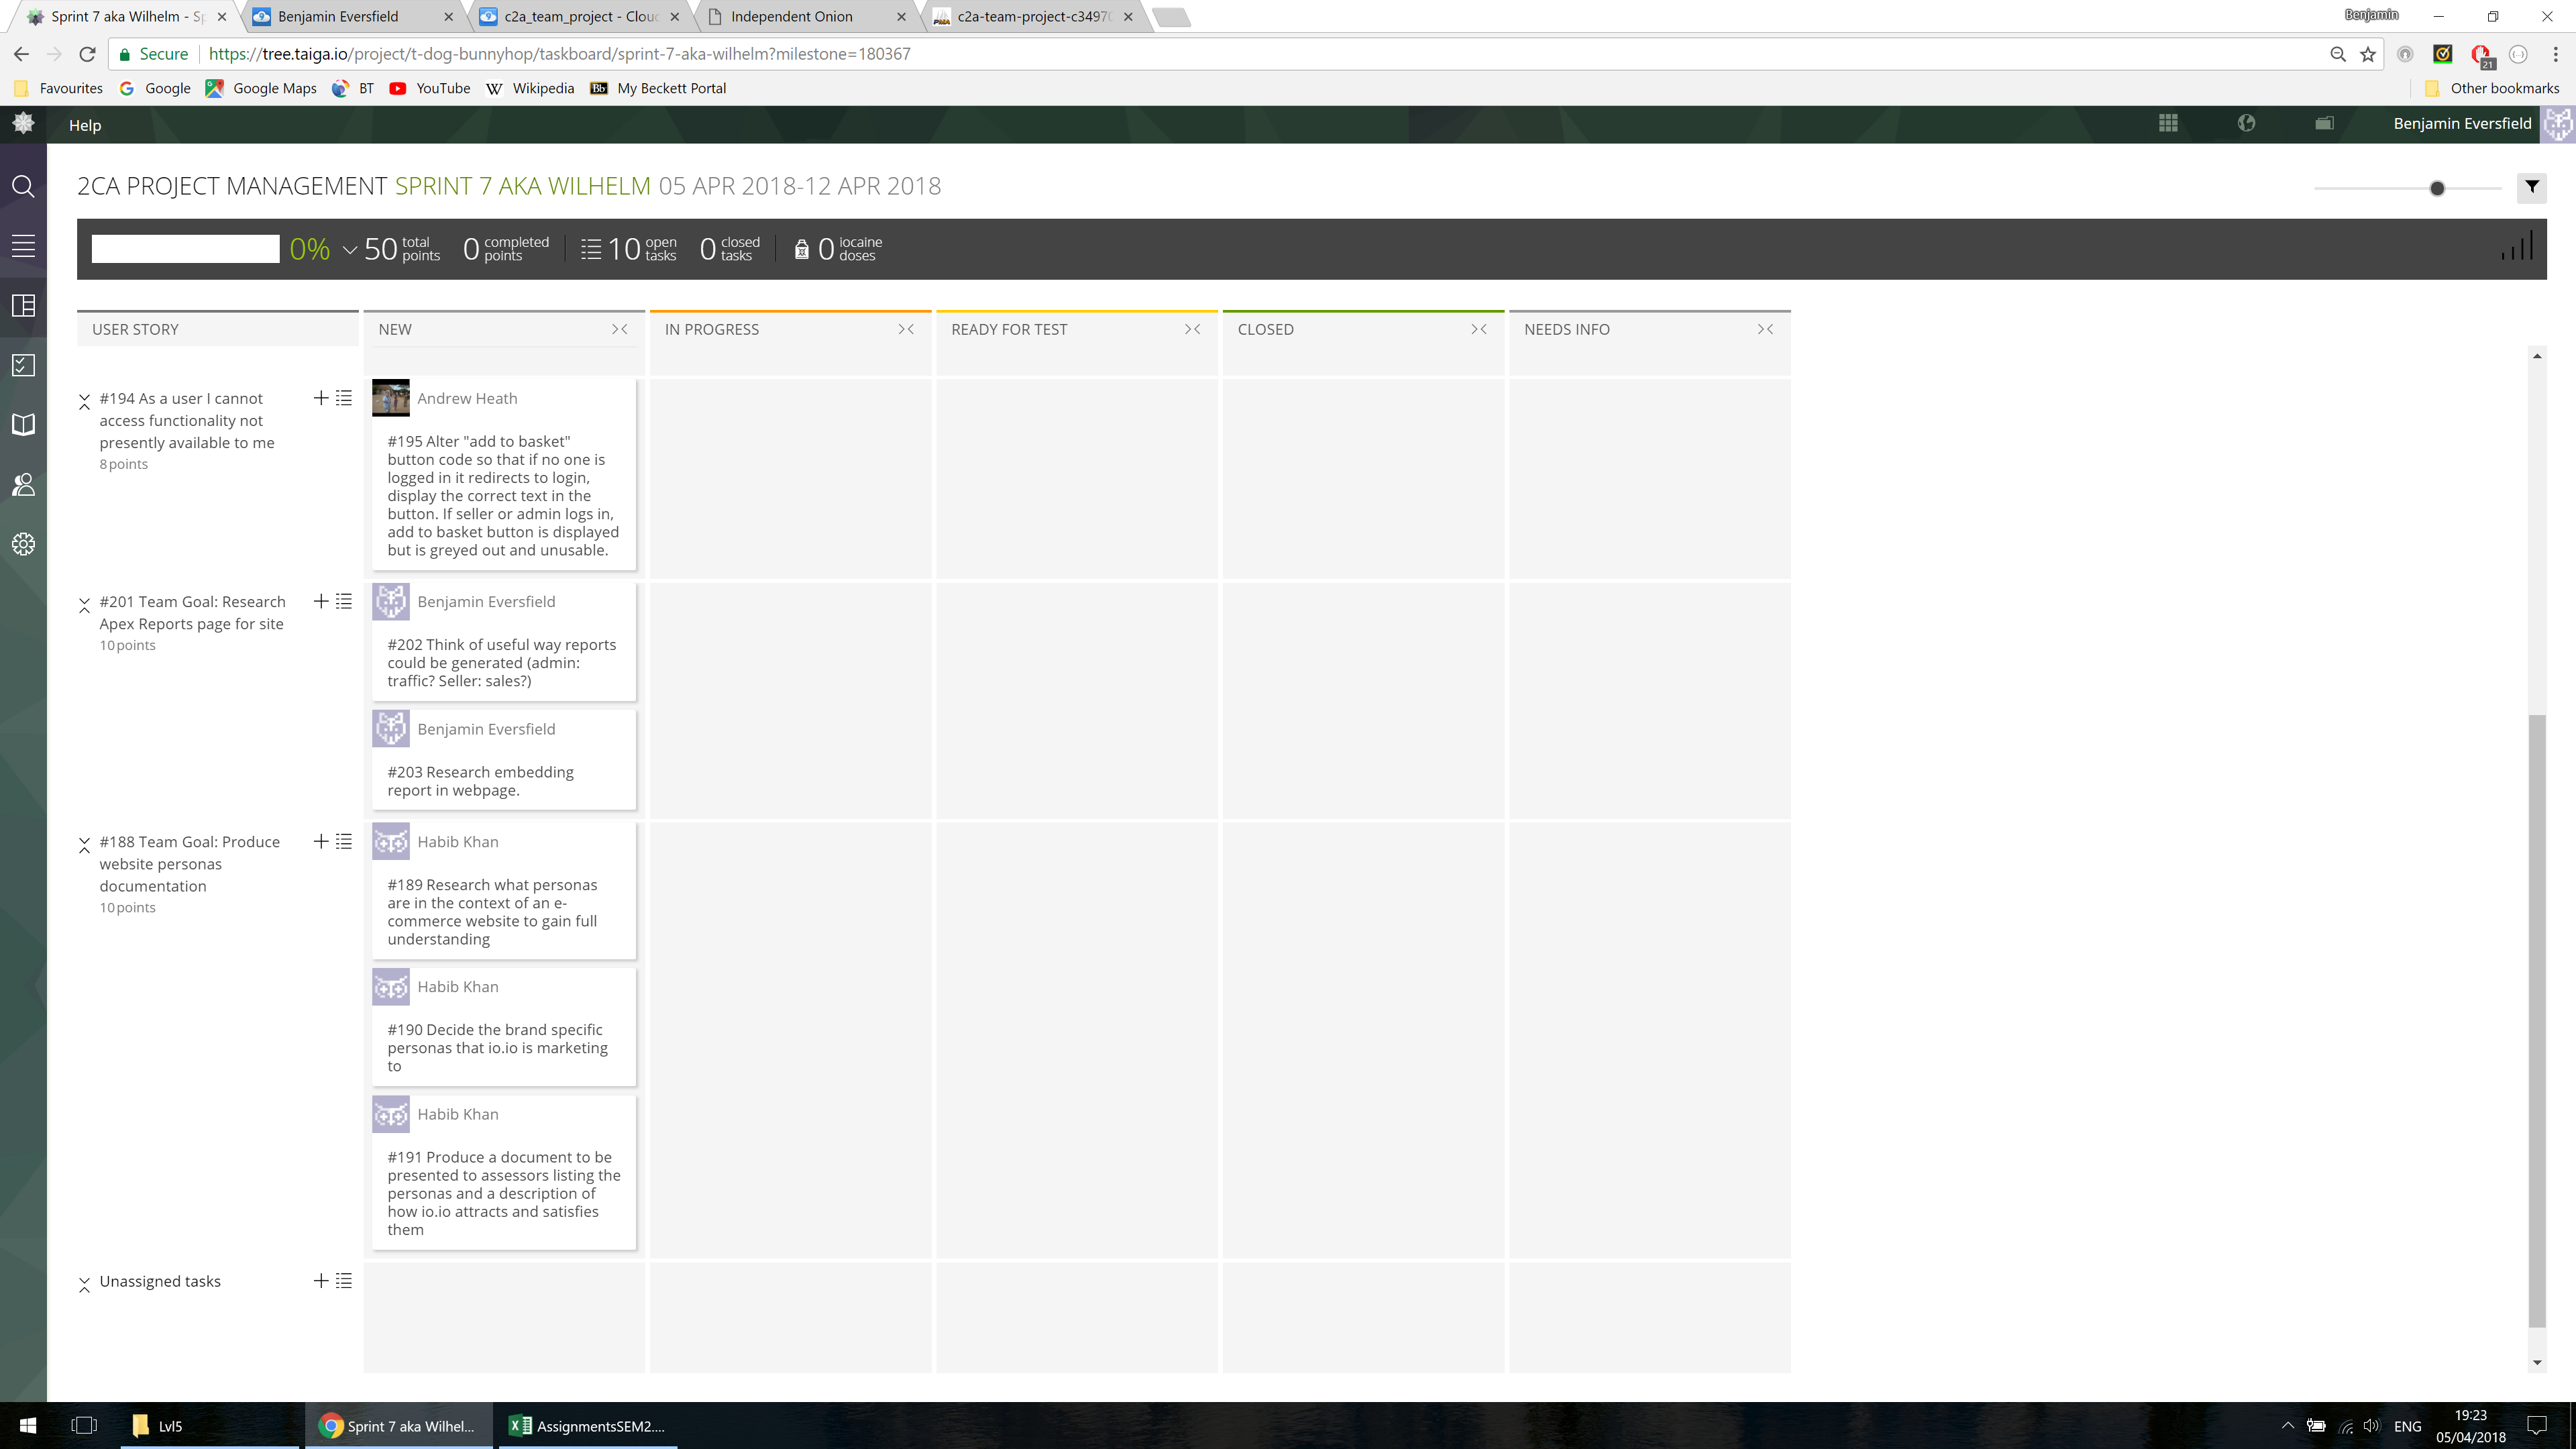 Sprint 7 aka Wilhelm - Sp
Benjamin Eversfield
c2a_team_project - Clou
Independent Onion
c2a-team-project-c3497
Benjamin
Secure
https://tree.taiga.io/project/t-dog-bunnyhop/taskboard/sprint-7-aka-wilhelm?milestone=180367
21
Favourites
Google
Google Maps
BT
YouTube
W Wikipedia
Bb My Beckett Portal
Other bookmarks
Help
Benjamin Eversfield
2CA PROJECT MANAGEMENT SPRINT 7 AKA WILHELM 05 APR 2018-12 APR 2018
0%
50 total points
0 completed points
10 open tasks
0 closed tasks
0 iocaine doses
USER STORY
NEW
IN PROGRESS
READY FOR TEST
CLOSED
NEEDS INFO
#194 As a user I cannot
access functionality not
presently available to me
8 points
Andrew Heath
#195 Alter "add to basket"
button code so that if no one is
logged in it redirects to login,
display the correct text in the
button. If seller or admin logs in,
add to basket button is displayed
but is greyed out and unusable.
#201 Team Goal: Research
Apex Reports page for site
10 points
Benjamin Eversfield
#202 Think of useful way reports
could be generated (admin:
traffic? Seller: sales?)
Benjamin Eversfield
#203 Research embedding
report in webpage.
#188 Team Goal: Produce
website personas
documentation
10 points
Habib Khan
#189 Research what personas
are in the context of an e-
commerce website to gain full
understanding
Habib Khan
#190 Decide the brand specific
personas that io.io is marketing
to
Habib Khan
#191 Produce a document to be
presented to assessors listing the
personas and a description of
how io.io attracts and satisfies
them
Unassigned tasks
Lvl5
Sprint 7 aka Wilhel...
AssignmentsSEM2....
ENG
19:23
05/04/2018